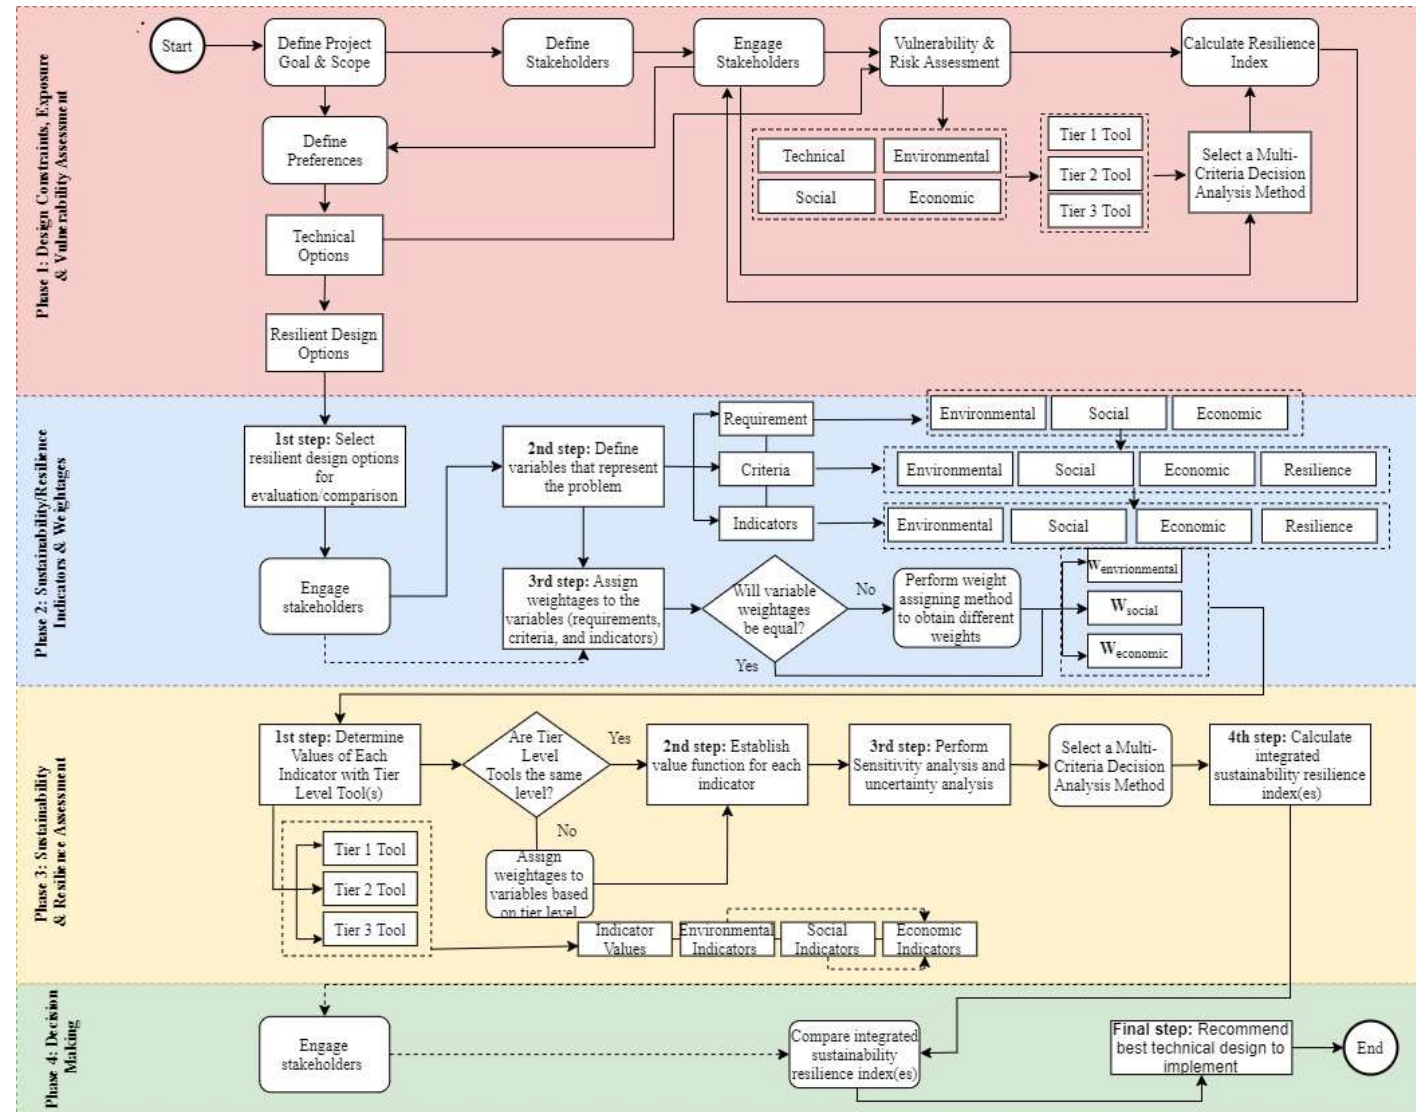 Phase 1: Design Constraints, Exposure
& Vulnerability Assessment
Start
Define Project
Goal & Scope
Define
Stakeholders
Engage
Stakeholders
Vulnerability &
Risk Assessment
Calculate Resilience
Index
Define
Preferences
Technical
Environmental
Social
Economic
Tier 1 Tool
Tier 2 Tool
Tier 3 Tool
Select a Multi-
Criteria Decision
Analysis Method
Technical
Options
Resilient Design
Options
Phase 2: Sustainability/Resilience
Indicators & Weightages
1st step: Select
resilient design options
for
evaluation/comparison
2nd step: Define
variables that represent
the problem
Requirement
Environmental
Social
Economic
Criteria
Environmental
Social
Economic
Resilience
Indicators
Environmental
Social
Economic
Resilience
Engage
stakeholders
3rd step: Assign
weightages to the
variables (requirements,
criteria, and indicators)
Will variable
weightages
be equal?
No
Yes
Perform weight
assigning method
to obtain different
weights
Wenvrionmental
Wsocial
Weconomic
Phase 3: Sustainability
& Resilience Assessment
1st step: Determine
Values of Each
Indicator with Tier
Level Tool(s)
Are Tier
Level
Tools the same
level?
Yes
No
2nd step: Establish
value function for each
indicator
3rd step: Perform
Sensitivity analysis and
uncertainty analysis
Select a Multi-
Criteria Decision
Analysis Method
4th step: Calculate
integrated
sustainability resilience
index(es)
Tier 1 Tool
Tier 2 Tool
Tier 3 Tool
Assign
weightages to
variables based
on tier level
Indicator
Values
Environmental
Indicators
Social
Indicators
Economic
Indicators
Phase 4: Decision
Making
Engage
stakeholders
Compare integrated
sustainability
resilience index(es)
Final step: Recommend
best technical design to
implement
End